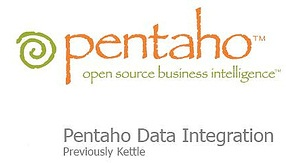 pentaho™
open source business intelligence™
Pentaho Data Integration
Previously Kettle